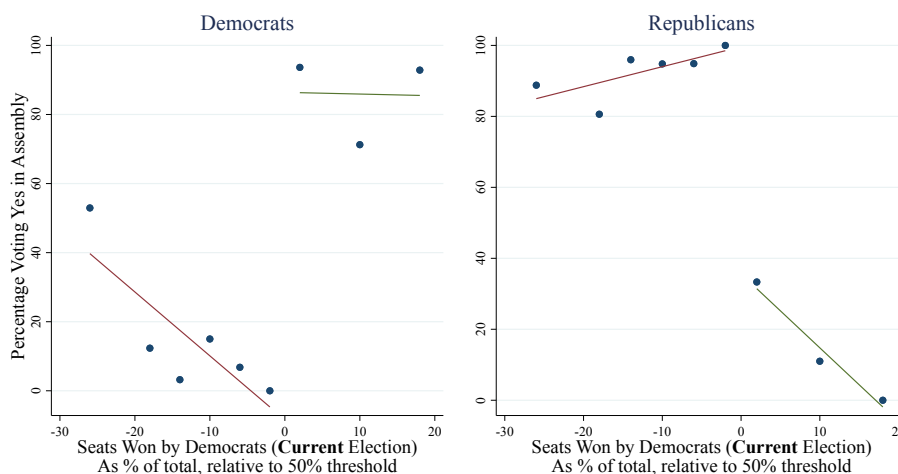 Democrats
Percentage Voting Yes in Assembly
100
80
60
40
20
0
-30 -20 -10 0 10 20
Seats Won by Democrats (Current Election)
As % of total, relative to 50% threshold
Republicans
100
80
60
40
20
0
-30 -20 -10 0 10 2
Seats Won by Democrats (Current Election)
As % of total, relative to 50% threshold